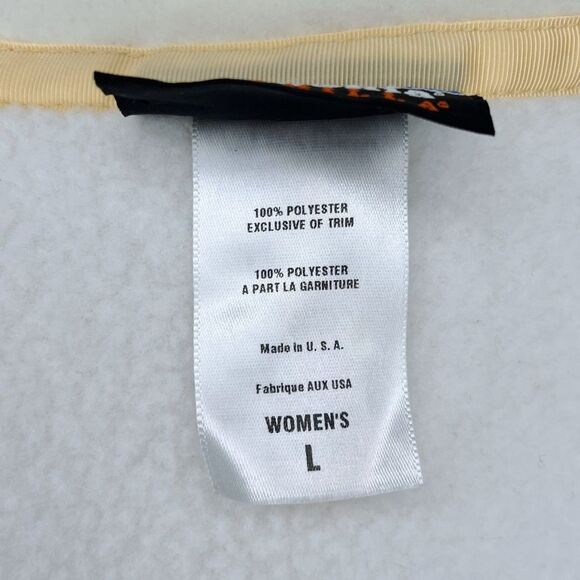 100% POLYESTER
EXCLUSIVE OF TRIM
100% POLYESTER
A PART LA GARNITURE
Made in U. S. A.
Fabrique AUX USA
WOMEN'S
L